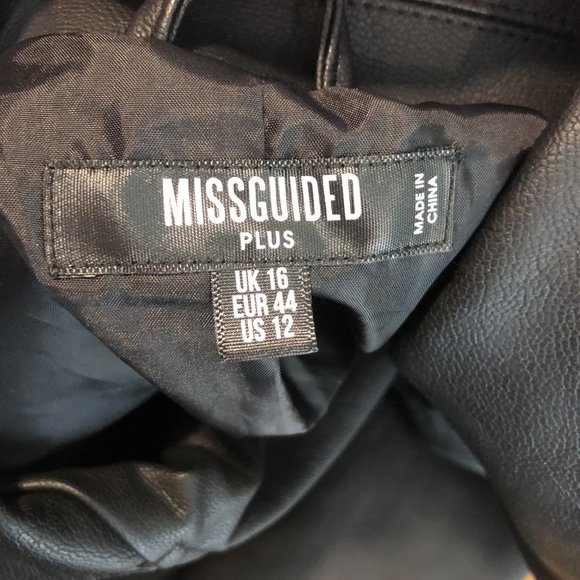 MISSGUIDED
PLUS
MADE IN
CHINA
UK 16
EUR 44
US 12